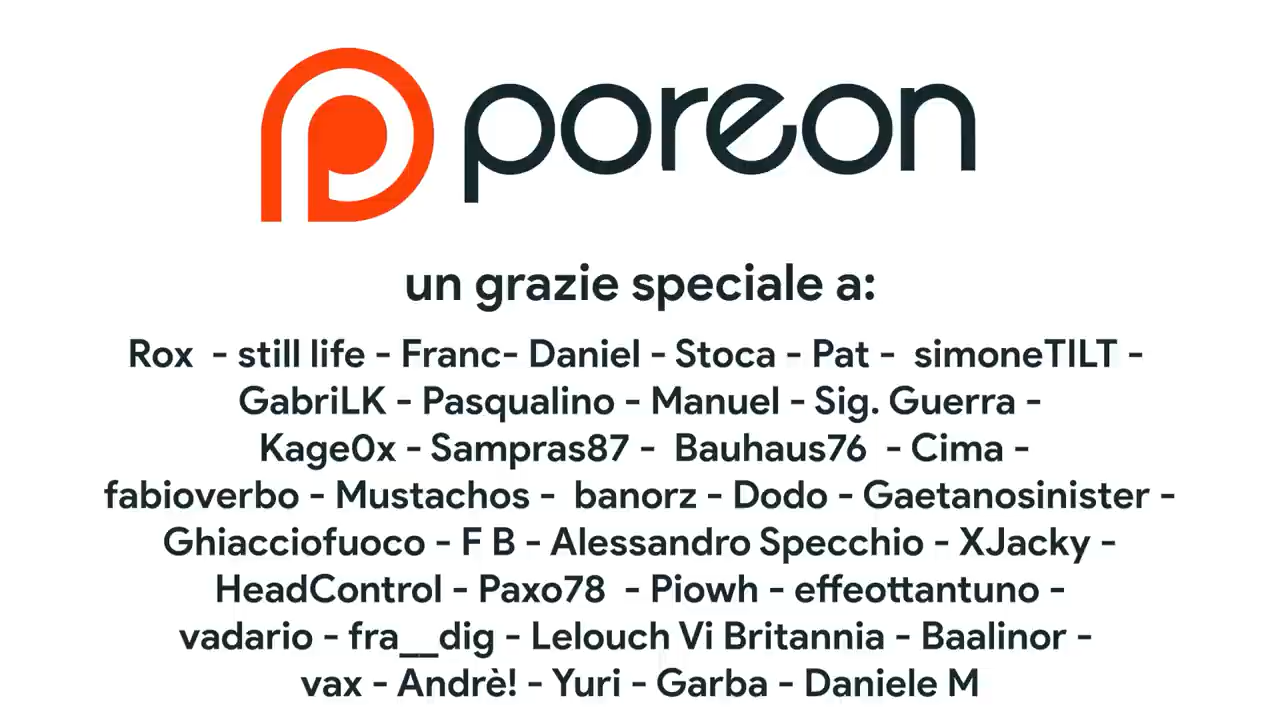 poreon
un grazie speciale a:
Rox - still life - Franc- Daniel - Stoca - Pat - simoneTILT -
GabriLK - Pasqualino - Manuel - Sig. Guerra -
Kage0x - Sampras87 - Bauhaus76 - Cima -
fabioverbo - Mustachos - banorz - Dodo - Gaetanosinister -
Ghiacciofuoco - F B - Alessandro Specchio - XJacky -
HeadControl - Paxo78 - Piowh - effeottantuno -
vadario - fra__dig - Lelouch Vi Britannia - Baalinor -
vax - Andrè! - Yuri - Garba - Daniele M